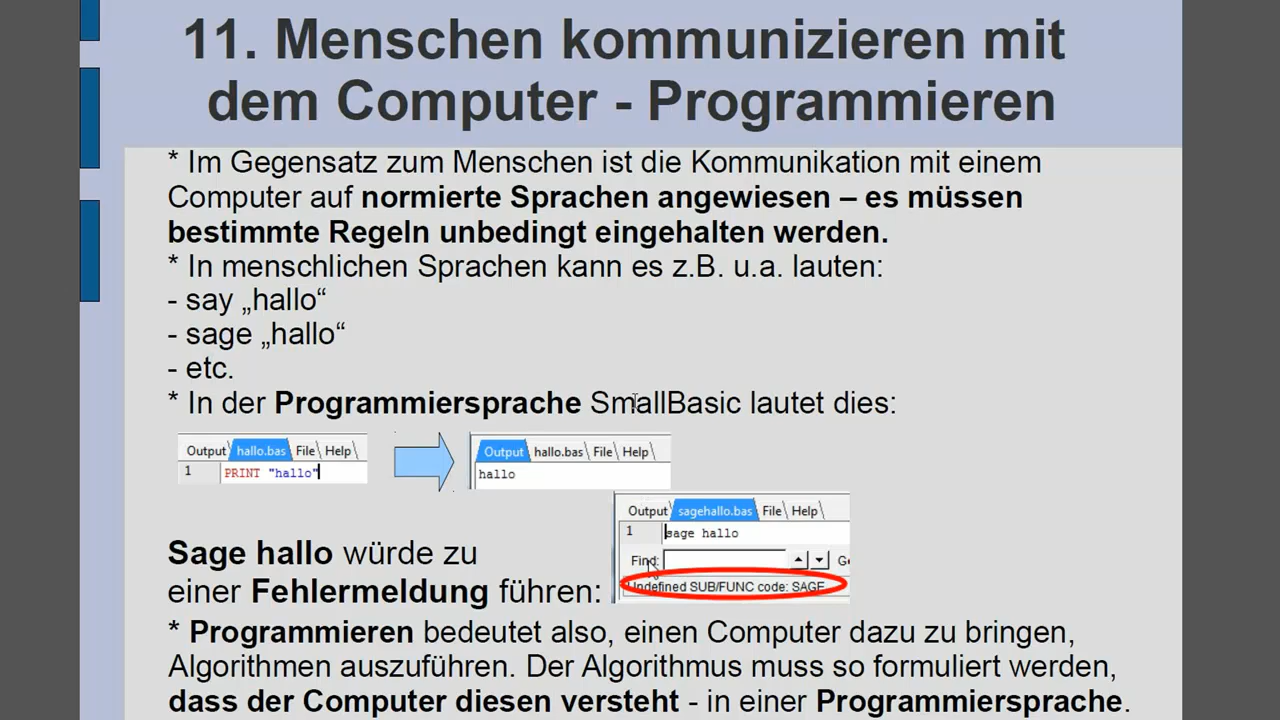 11. Menschen kommunizieren mit
dem Computer - Programmieren
* Im Gegensatz zum Menschen ist die Kommunikation mit einem
Computer auf normierte Sprachen angewiesen – es müssen
bestimmte Regeln unbedingt eingehalten werden.
* In menschlichen Sprachen kann es z.B. u.a. lauten:
- say „hallo“
- sage „hallo“
- etc.
* In der Programmiersprache SmallBasic lautet dies:
Output hallo.bas File Help
1 PRINT "hallo"
Output hallo.bas File Help
hallo
Output sagehallo.bas File Help
1 sage hallo
Find: Go
Undefined SUB/FUNC code: SAGE
Sage hallo würde zu
einer Fehlermeldung führen:
* Programmieren bedeutet also, einen Computer dazu zu bringen,
Algorithmen auszuführen. Der Algorithmus muss so formuliert werden,
dass der Computer diesen versteht - in einer Programmiersprache.